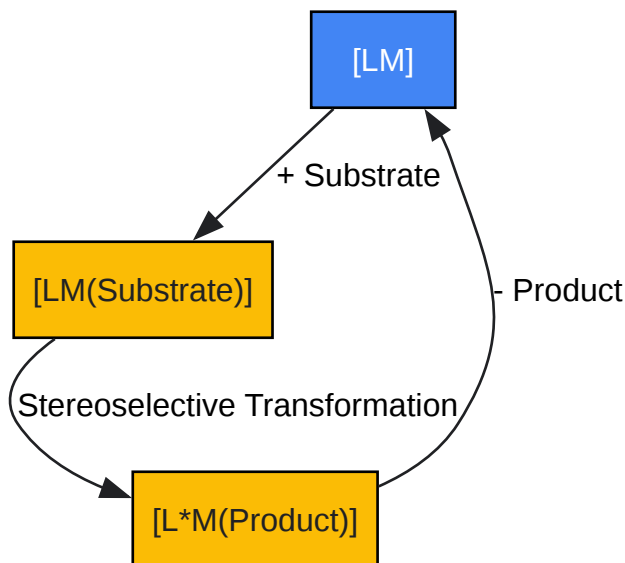 [LM]
+ Substrate
[LM(Substrate)]
- Product
Stereoselective Transformation
[L*M(Product)]